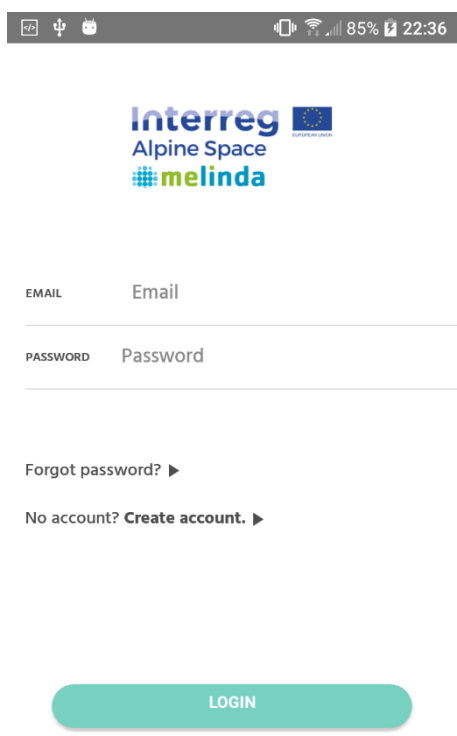 85% 22:36
Interreg
EUROPEAN UNION
Alpine Space
melinda
EMAIL Email
PASSWORD Password
Forgot password?
No account? Create account.
LOGIN